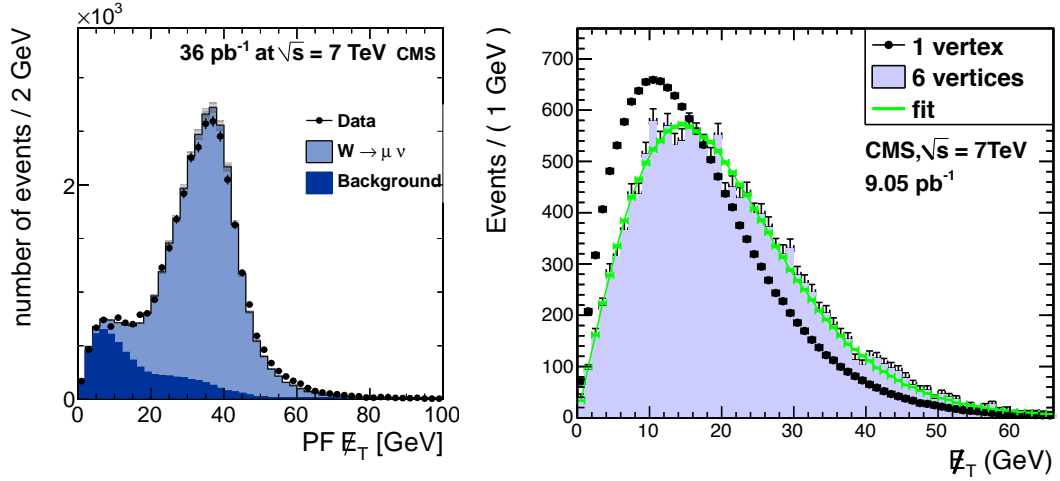 ×10³
36 pb⁻¹ at √s = 7 TeV CMS
Data
W → μ ν
Background
number of events / 2 GeV
2
0
0 20 40 60 80 100
PF E̸_T [GeV]
1 vertex
6 vertices
fit
CMS,√s = 7TeV
9.05 pb⁻¹
Events / ( 1 GeV )
700
600
500
400
300
200
100
0
0 10 20 30 40 50 60
E̸_T (GeV)